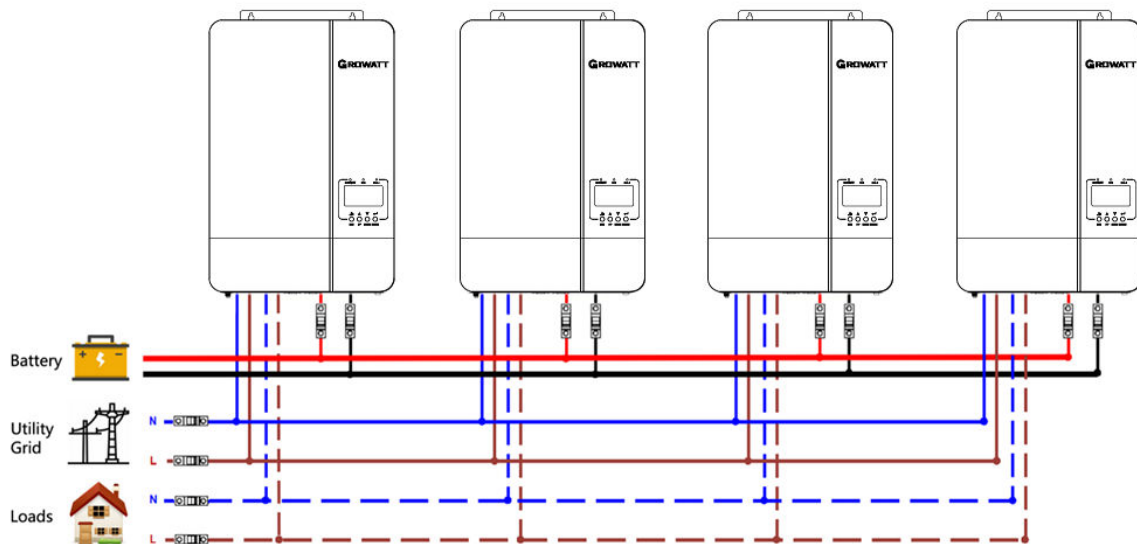 GROWATT GROWATT GROWATT GROWATT
Battery + -
Utility
Grid
N
L
Loads
N
L